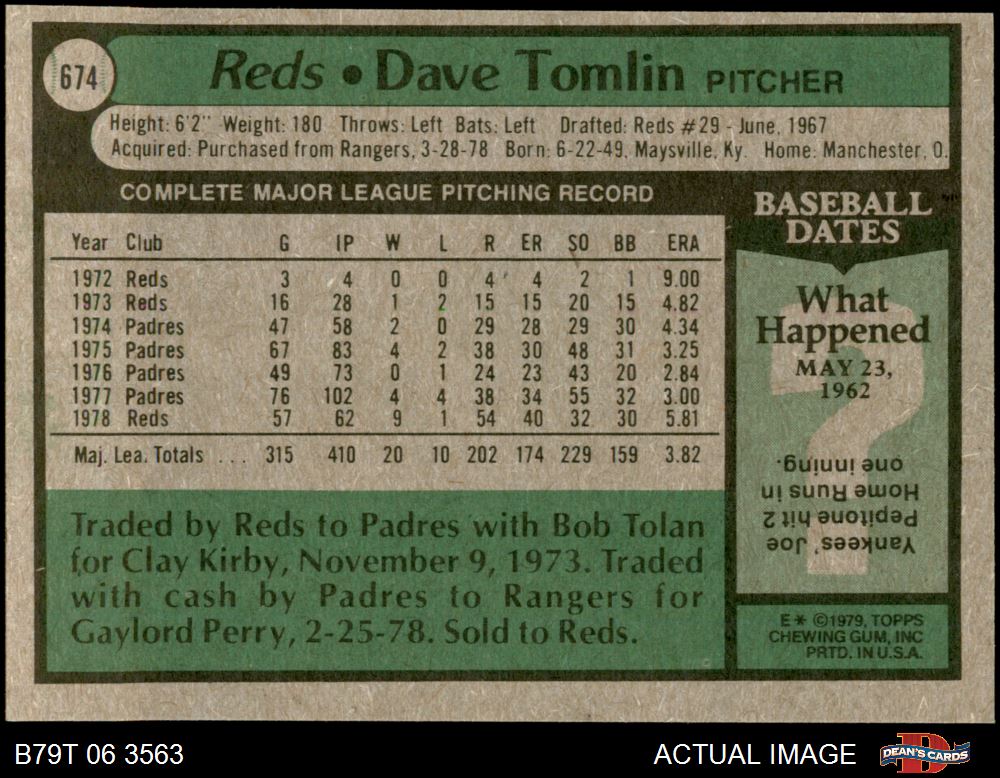 674
Reds • Dave Tomlin PITCHER
Height: 6'2" Weight: 180 Throws: Left Bats: Left Drafted: Reds #29 - June, 1967
Acquired: Purchased from Rangers, 3-28-78 Born: 6-22-49, Maysville, Ky. Home: Manchester, O.
COMPLETE MAJOR LEAGUE PITCHING RECORD
Year Club G IP W L R ER SO BB ERA
1972 Reds 3 4 0 0 4 4 2 1 9.00
1973 Reds 16 28 1 2 15 15 20 15 4.82
1974 Padres 47 58 2 0 29 28 29 30 4.34
1975 Padres 67 83 4 2 38 30 48 31 3.25
1976 Padres 49 73 0 1 24 23 43 20 2.84
1977 Padres 76 102 4 4 38 34 55 32 3.00
1978 Reds 57 62 9 1 54 40 32 30 5.81
Maj. Lea. Totals ... 315 410 20 10 202 174 229 159 3.82
Traded by Reds to Padres with Bob Tolan
for Clay Kirby, November 9, 1973. Traded
with cash by Padres to Rangers for
Gaylord Perry, 2-25-78. Sold to Reds.
BASEBALL
DATES
What
Happened
MAY 23,
1962
Yankees' Joe
Pepitone hit 2
Home Runs in
one inning.
E* ©1979, TOPPS
CHEWING GUM, INC
PRTD. IN U.S.A.
B79T 06 3563
ACTUAL IMAGE
DEAN'S CARDS